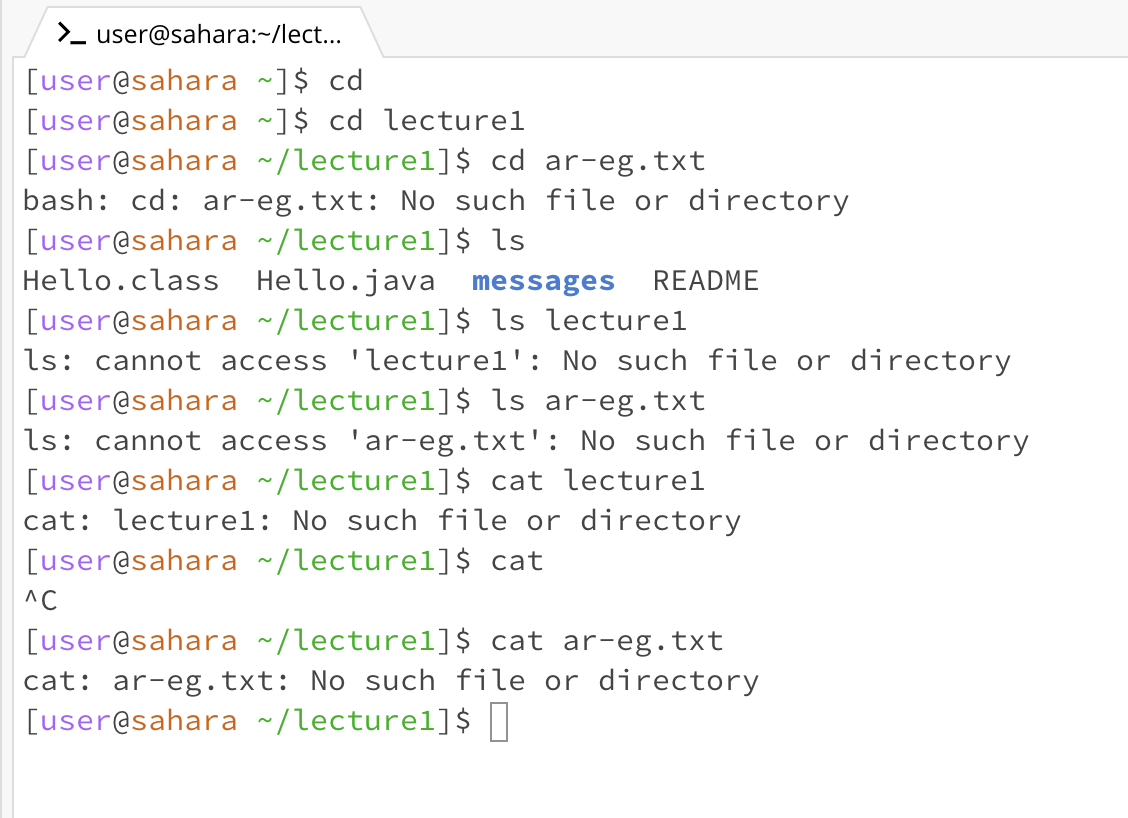 >_ user@sahara:~/lect...
[user@sahara ~]$ cd
[user@sahara ~]$ cd lecture1
[user@sahara ~/lecture1]$ cd ar-eg.txt
bash: cd: ar-eg.txt: No such file or directory
[user@sahara ~/lecture1]$ ls
Hello.class  Hello.java  messages  README
[user@sahara ~/lecture1]$ ls lecture1
ls: cannot access 'lecture1': No such file or directory
[user@sahara ~/lecture1]$ ls ar-eg.txt
ls: cannot access 'ar-eg.txt': No such file or directory
[user@sahara ~/lecture1]$ cat lecture1
cat: lecture1: No such file or directory
[user@sahara ~/lecture1]$ cat
^C
[user@sahara ~/lecture1]$ cat ar-eg.txt
cat: ar-eg.txt: No such file or directory
[user@sahara ~/lecture1]$